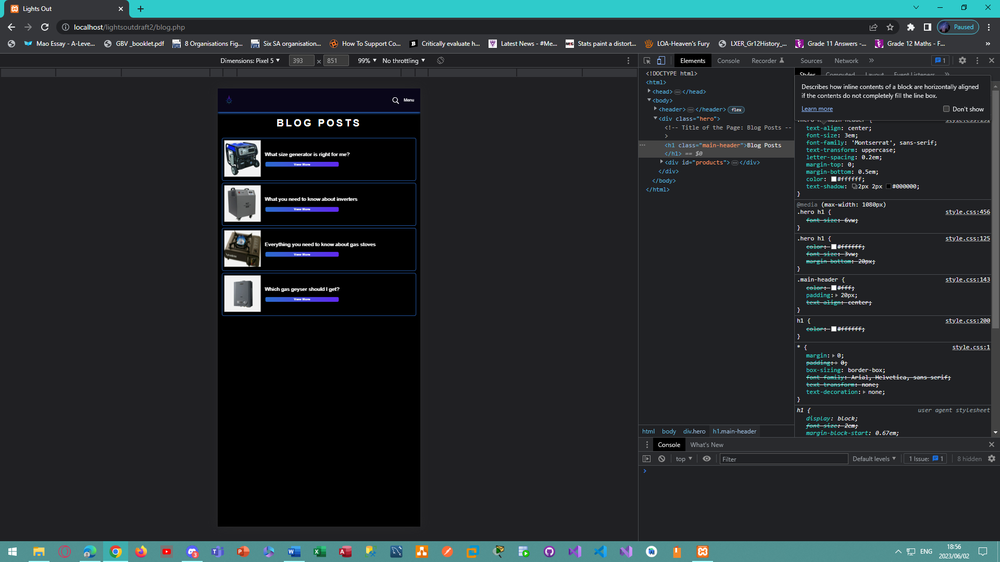 Lights Out
localhost/lightsoutdraft2/blog.php
Paused
Mao Essay - A-Leve...
GBV _booklet.pdf
8 Organisations Fig...
Six SA organisation...
How To Support Co...
Critically evaluate h...
Latest News - #Me...
Stats paint a distort...
LOA-Heaven's Fury
LXER_Gr12History_...
Grade 11 Answers -...
Grade 12 Maths - F...
»
Dimensions: Pixel 5
393 × 851
99%
No throttling
Elements
Console
Recorder
Sources
Network
»
1
Menu
BLOG POSTS
What size generator is right for me?
View More
What you need to know about inverters
View More
Everything you need to know about gas stoves
View More
Which gas geyser should I get?
View More
<!DOCTYPE html>
<html>
<head>…</head>
<body>
<header>…</header> flex
<div class="hero">
<!-- Title of the Page: Blog Posts --
>
<h1 class="main-header">Blog Posts
</h1> == $0
<div id="products">…</div>
</div>
</body>
</html>
html body div.hero h1.main-header
Styles Computed Layout Event Listeners »
Describes how inline contents of a block are horizontally aligned
if the contents do not completely fill the line box.
Learn more
Don't show
.hero h1.main-header { style.css:191
text-align: center;
font-size: 3em;
font-family: 'Montserrat', sans-serif;
text-transform: uppercase;
letter-spacing: 0.2em;
margin-top: 0;
margin-bottom: 0.5em;
color: #ffffff;
text-shadow: 2px 2px #000000;
}
@media (max-width: 1080px)
.hero h1 { style.css:456
font-size: 6vw;
}
.hero h1 { style.css:125
color: #ffffff;
font-size: 3vw;
margin-bottom: 20px;
}
.main-header { style.css:143
color: #fff;
padding: 20px;
text-align: center;
}
h1 { style.css:200
color: #ffffff;
}
* { style.css:1
margin: 0;
padding: 0;
box-sizing: border-box;
font-family: Arial, Helvetica, sans-serif;
text-transform: none;
text-decoration: none;
}
h1 { user agent stylesheet
display: block;
font-size: 2em;
margin-block-start: 0.67em;
Console
What's New
top
Filter
Default levels
1 Issue: 1
8 hidden
3
ENG
18:56
2023/06/02